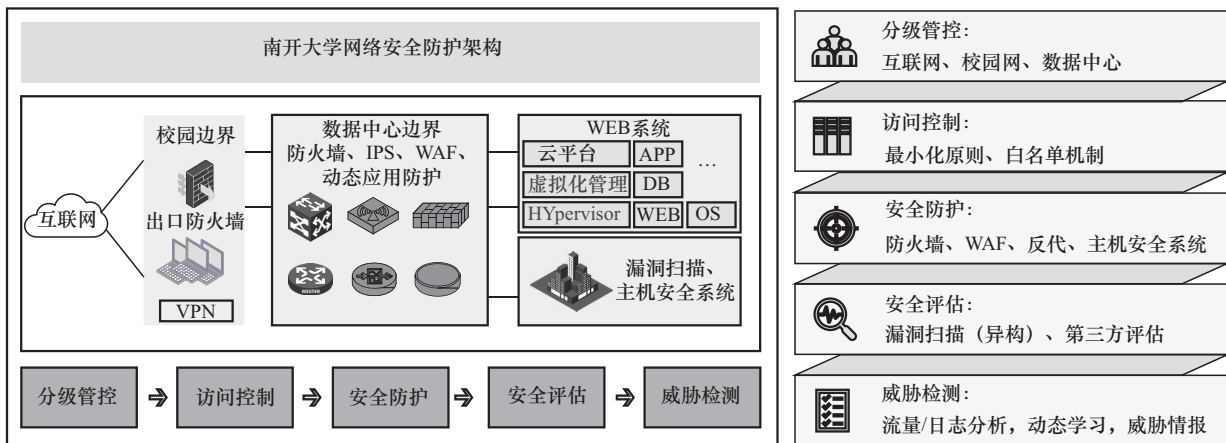 南开大学网络安全防护架构
互联网
校园边界
出口防火墙
VPN
数据中心边界
防火墙、IPS、WAF、
动态应用防护
ROUTER
WEB系统
云平台
APP
…
虚拟化管理
DB
HYpervisor
WEB
OS
漏洞扫描、
主机安全系统
分级管控
访问控制
安全防护
安全评估
威胁检测
分级管控：
互联网、校园网、数据中心
访问控制：
最小化原则、白名单机制
安全防护：
防火墙、WAF、反代、主机安全系统
安全评估：
漏洞扫描（异构）、第三方评估
威胁检测：
流量/日志分析，动态学习，威胁情报